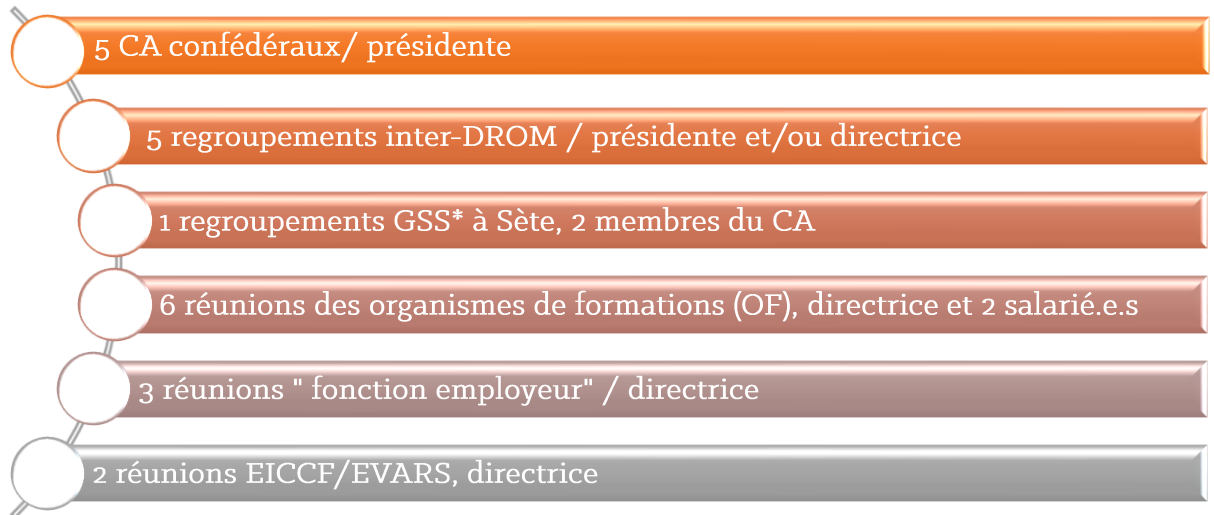 5 CA confédéraux/ présidente
5 regroupements inter-DROM / présidente et/ou directrice
1 regroupements GSS* à Sète, 2 membres du CA
6 réunions des organismes de formations (OF), directrice et 2 salarié.e.s
3 réunions " fonction employeur" / directrice
2 réunions EICCF/EVARS, directrice